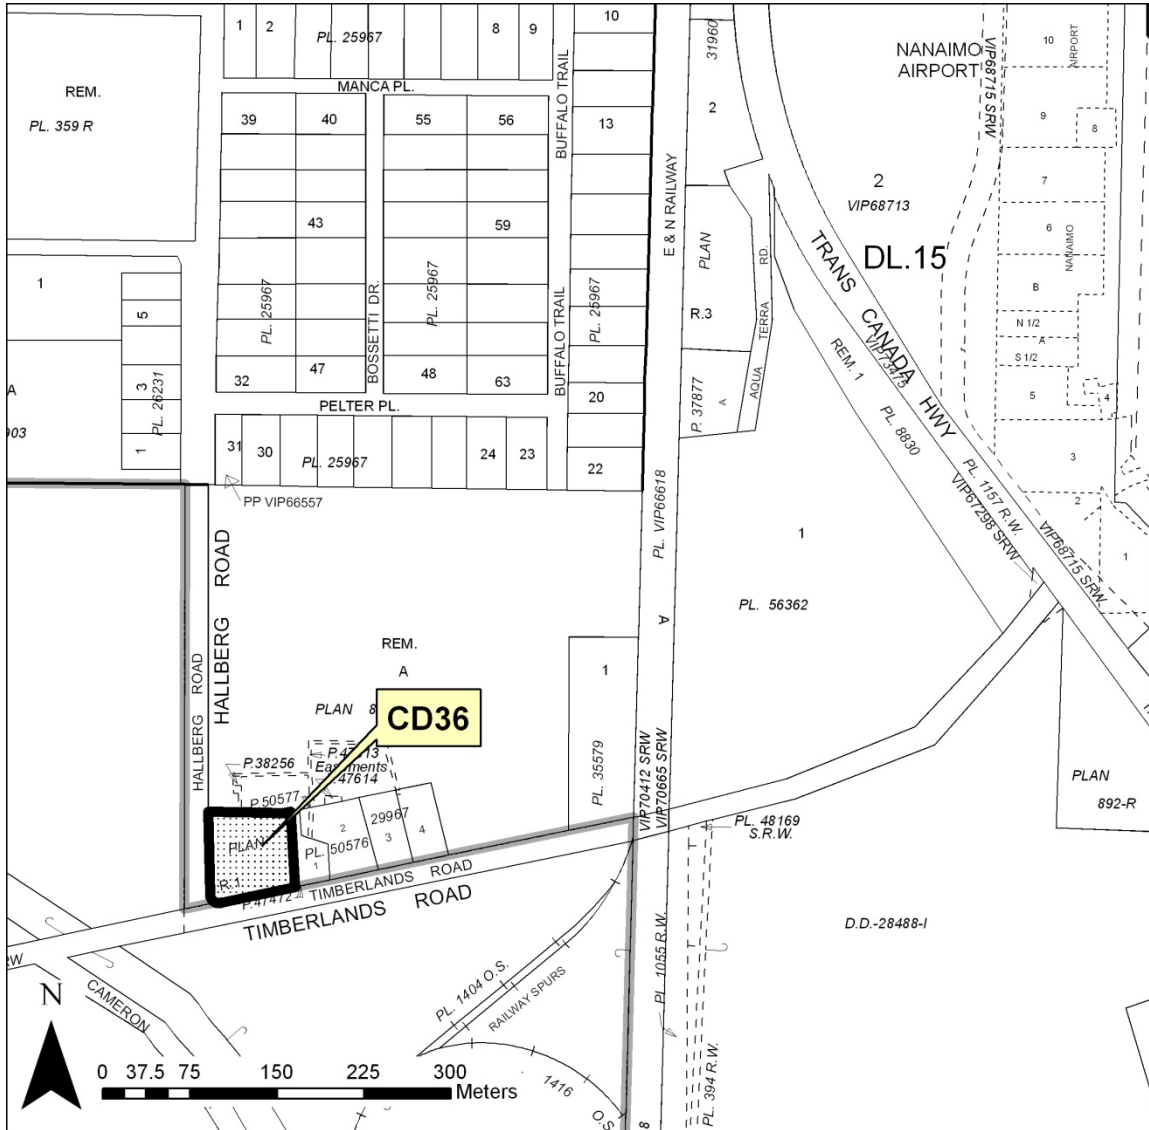 1
2
PL. 25967
8
9
10
31960
2
NANAIMO
AIRPORT
VIP68715 SRW
10
AIRPORT
REM.
PL. 359 R
MANCA PL.
39
40
55
56
BUFFALO TRAIL
13
9
8
7
2
VIP68713
6
NANAIMO
43
59
E & N RAILWAY
PLAN
R.3
AQUA TERRA RD.
TRANS CANADA HWY
VIP73475
DL.15
B
N 1/2
A
S 1/2
1
5
3
1
PL. 26231
PL. 25967
BOSSETTI DR.
PL. 25967
BUFFALO TRAIL
PL. 25967
REM. 1
PL. 8830
5
4
32
47
48
63
20
P. 37877
A
A
903
PELTER PL.
31
30
PL. 25967
24
23
22
3
2
1
PP VIP66557
PL. VIP66618
A
PL. 1157 R.W.
VIP67298 SRW
VIP68715 SRW
1
PL. 56362
HALLBERG ROAD
HALLBERG ROAD
REM.
A
PLAN 8
CD36
1
PL. 35579
VIP70412 SRW
VIP70665 SRW
P.38256
Easements
47614
P.50577
PLAN
R.1
P.47472
PL. 50576
29967
1
2
3
4
TIMBERLANDS ROAD
TIMBERLANDS ROAD
PL. 48169
S.R.W.
PLAN
892-R
D.D.-28488-I
RW
CAMERON
PL. 1404 O.S.
RAILWAY SPURS
1416
O.S.
PL. 1055 R.W.
PL. 394 R.W.
8
N
0 37.5 75 150 225 300
Meters